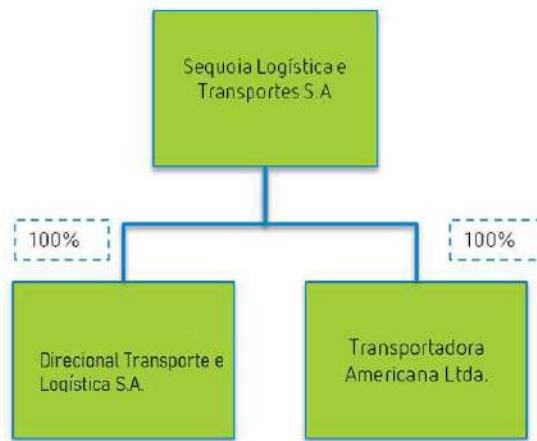 Sequoia Logística e
Transportes S.A
100%
100%
Direcional Transporte e
Logística S.A.
Transportadora
Americana Ltda.